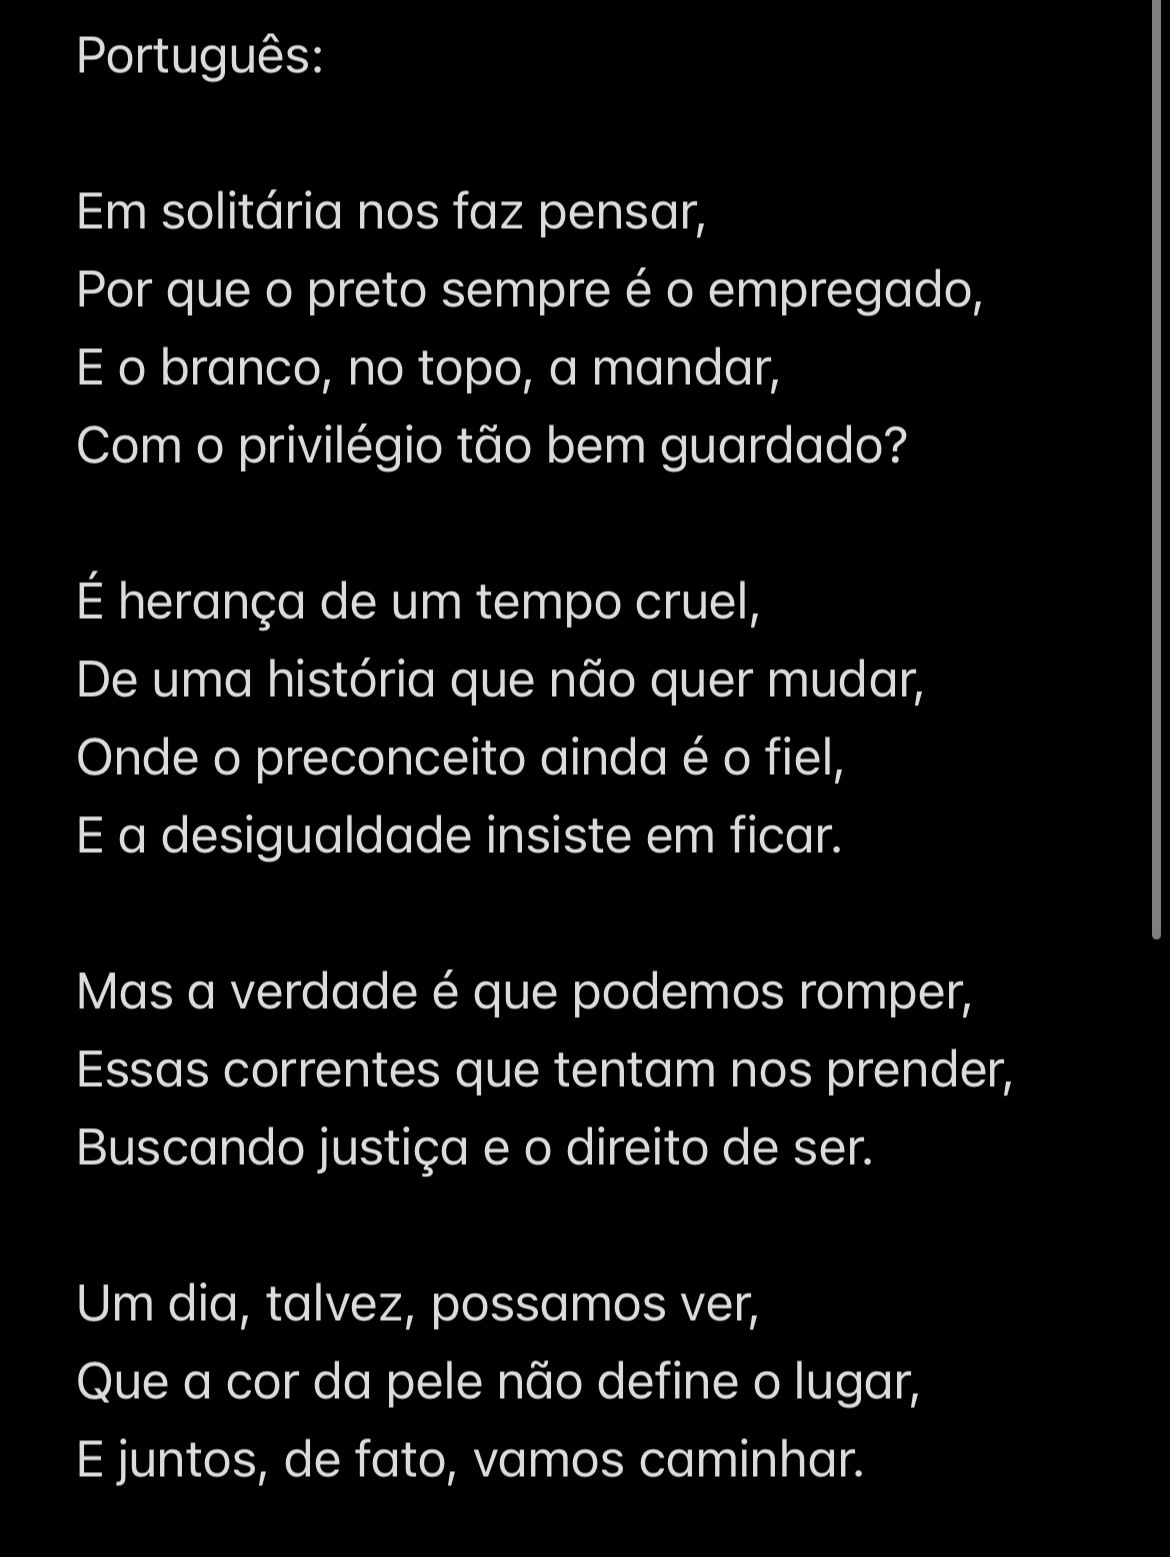 Português:
Em solitária nos faz pensar,
Por que o preto sempre é o empregado,
E o branco, no topo, a mandar,
Com o privilégio tão bem guardado?
É herança de um tempo cruel,
De uma história que não quer mudar,
Onde o preconceito ainda é o fiel,
E a desigualdade insiste em ficar.
Mas a verdade é que podemos romper,
Essas correntes que tentam nos prender,
Buscando justiça e o direito de ser.
Um dia, talvez, possamos ver,
Que a cor da pele não define o lugar,
E juntos, de fato, vamos caminhar.